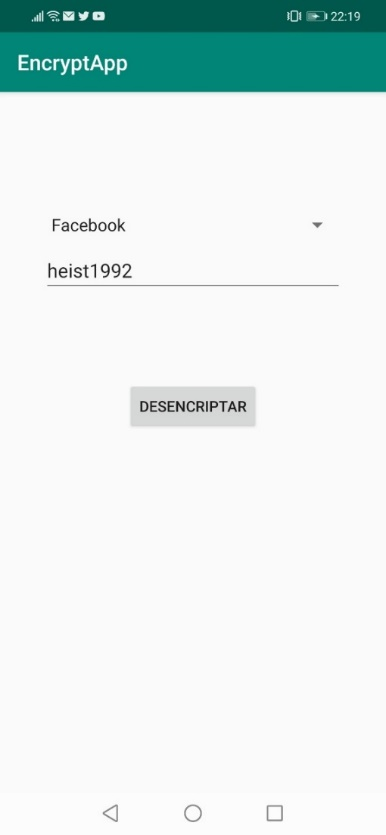 22:19
EncryptApp
Facebook
heist1992
DESENCRIPTAR